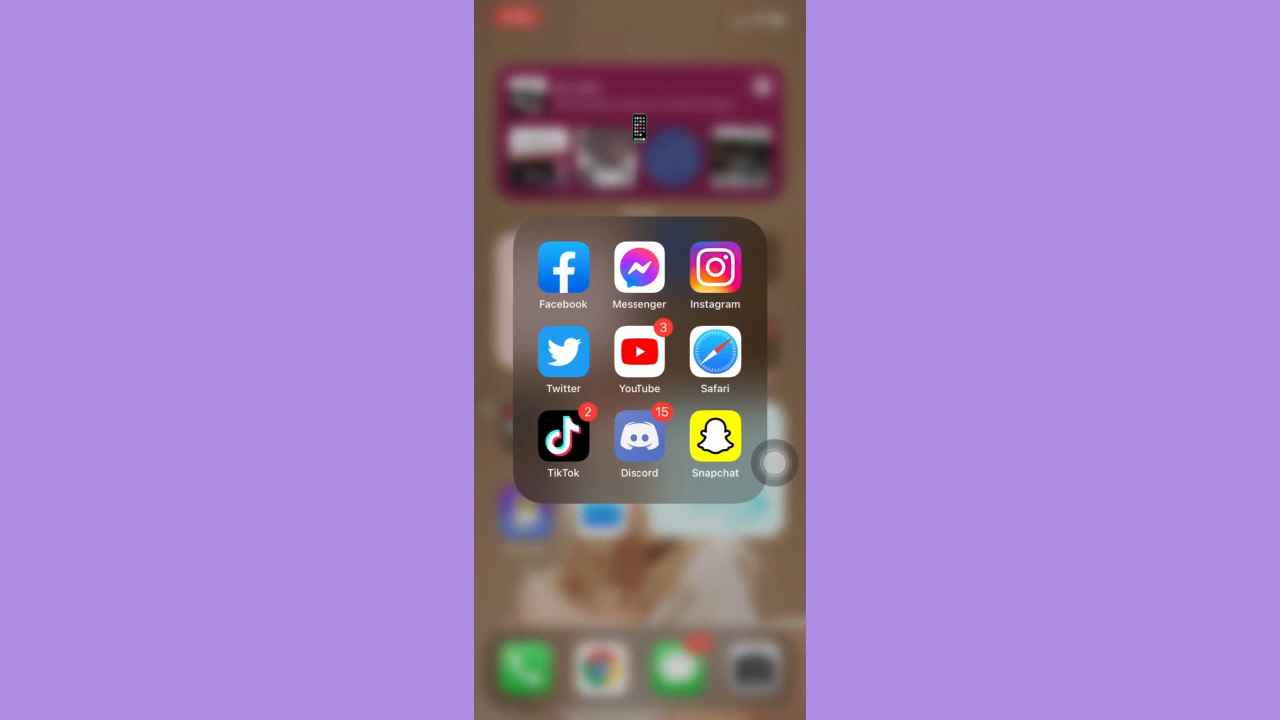 Facebook Messenger Instagram
3
Twitter YouTube Safari
2 15
TikTok Discord Snapchat